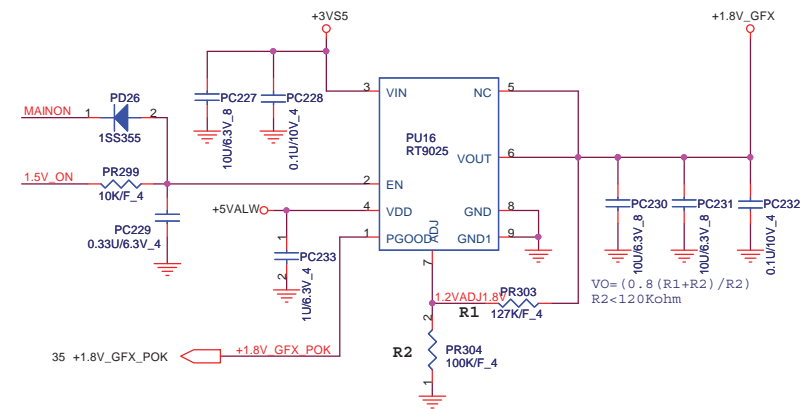 +3VS5
+1.8V_GFX
3 VIN
NC 5
PC227
10U/6.3V_8
PC228
0.1U/10V_4
MAINON
1 PD26 2
1SS355
PU16
RT9025
VOUT 6
1.5V_ON
PR299
10K/F_4
2 EN
PC229
0.33U/6.3V_4
+5VALW
4 VDD
GND 8
1 PGOOD
GND1 9
ADJ
7
1
PC233
2
1U/6.3V_4
PC230
10U/6.3V_8
PC231
10U/6.3V_8
PC232
0.1U/10V_4
VO=(0.8(R1+R2)/R2)
R2<120Kohm
1.2VADJ1.8V
R1
PR303
127K/F_4
2
R2
PR304
100K/F_4
1
35 +1.8V_GFX_POK
+1.8V_GFX_POK